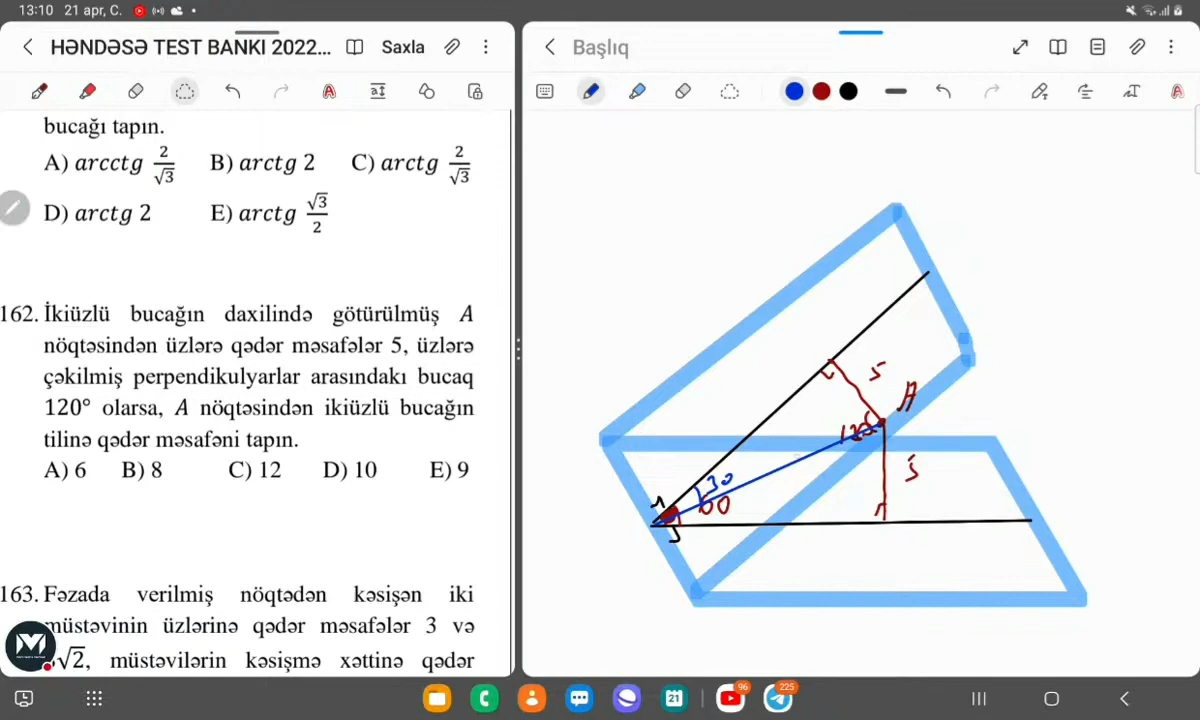 13:10 21 apr, C.
HƏNDƏSƏ TEST BANKI 2022...
Saxla
Başlıq
bucağı tapın.
A) arcctg 2/√3 B) arctg 2 C) arctg 2/√3
D) arctg 2 E) arctg √3/2
162. İkiüzlü bucağın daxilində götürülmüş A
nöqtəsindən üzlərə qədər məsafələr 5, üzlərə
çəkilmiş perpendikulyarlar arasındakı bucaq
120° olarsa, A nöqtəsindən ikiüzlü bucağın
tilinə qədər məsafəni tapın.
A) 6 B) 8 C) 12 D) 10 E) 9
163. Fəzada verilmiş nöqtədən kəsişən iki
müstəvinin üzlərinə qədər məsafələr 3 və
√2, müstəvilərin kəsişmə xəttinə qədər
5
A
120
5
30
60
21
96
225